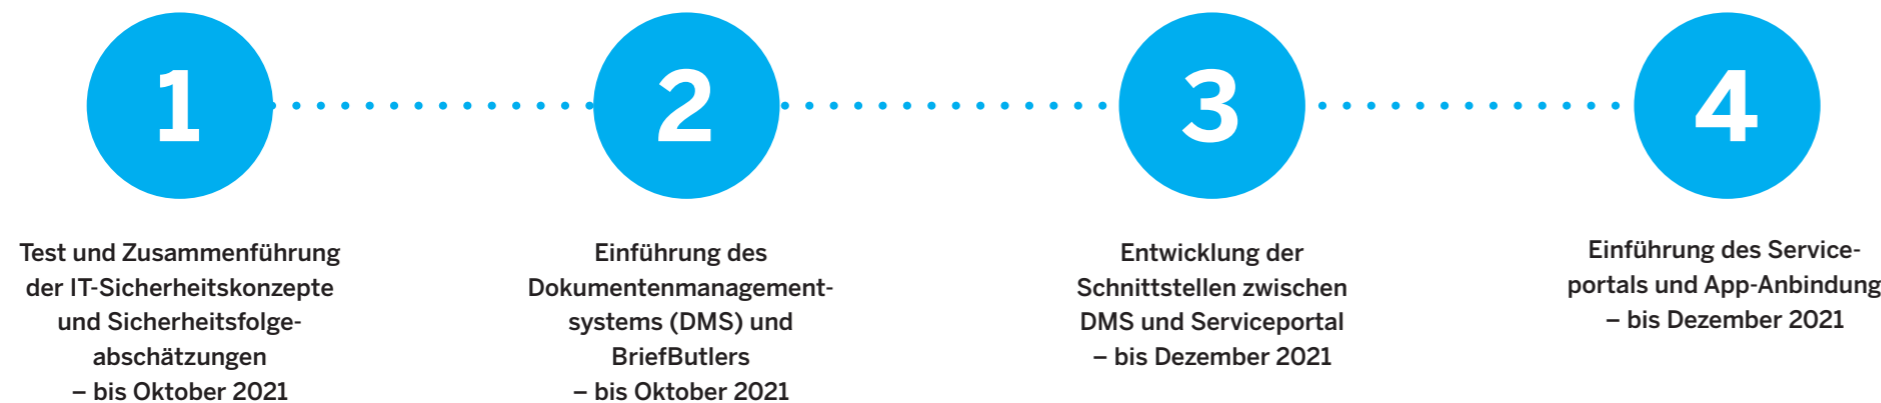 1
Test und Zusammenführung
der IT-Sicherheitskonzepte
und Sicherheitsfolge-
abschätzungen
– bis Oktober 2021
2
Einführung des
Dokumentenmanagement-
systems (DMS) und
BriefButlers
– bis Oktober 2021
3
Entwicklung der
Schnittstellen zwischen
DMS und Serviceportal
– bis Dezember 2021
4
Einführung des Service-
portals und App-Anbindung
– bis Dezember 2021